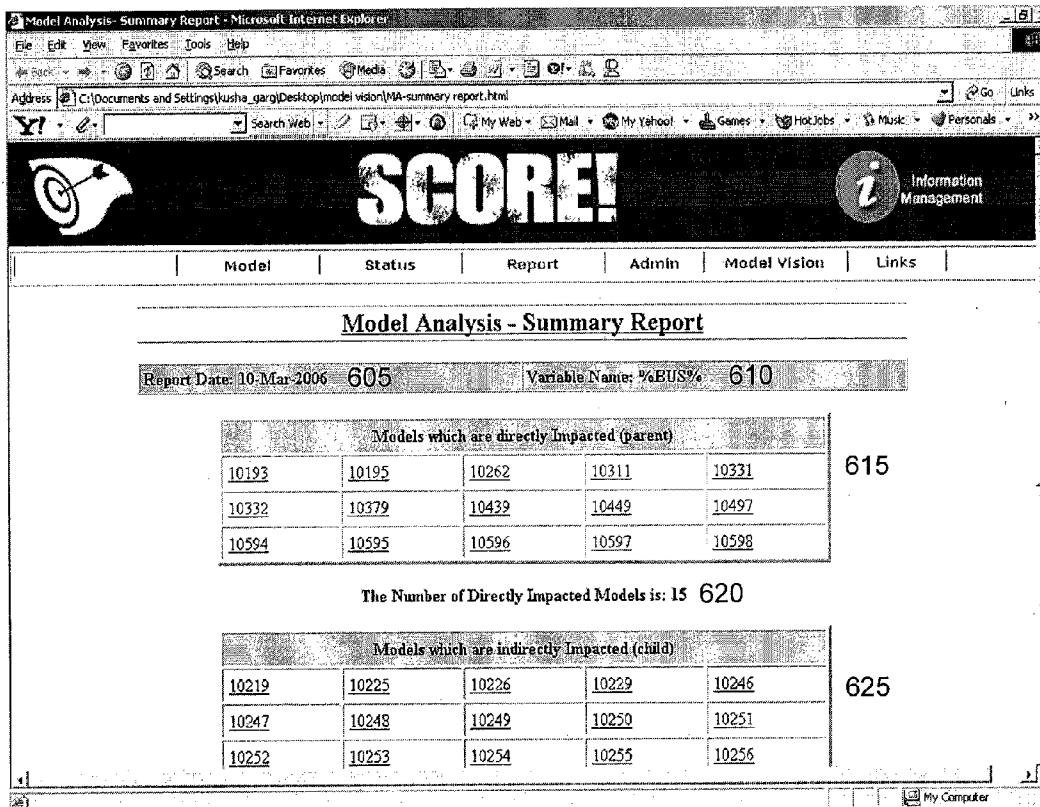 Model Analysis- Summary Report - Microsoft Internet Explorer
File Edit View Favorites Tools Help
Back Search Favorites Media
Address C:\Documents and Settings\kusha_garg\Desktop\model vision\MA-summary report.html Go Links
Y! Search Web My Web Mail My Yahoo! Games HotJobs Music Personals »
SCORE!
i Information
Management
Model Status Report Admin Model Vision Links
Model Analysis - Summary Report
Report Date: 10-Mar-2006 605 Variable Name: %BUS% 610
Models which are directly Impacted (parent)
615
10193 10195 10262 10311 10331
10332 10379 10439 10449 10497
10594 10595 10596 10597 10598
The Number of Directly Impacted Models is: 15 620
Models which are indirectly Impacted (child)
10219 10225 10226 10229 10246 625
10247 10248 10249 10250 10251
10252 10253 10254 10255 10256
My Computer